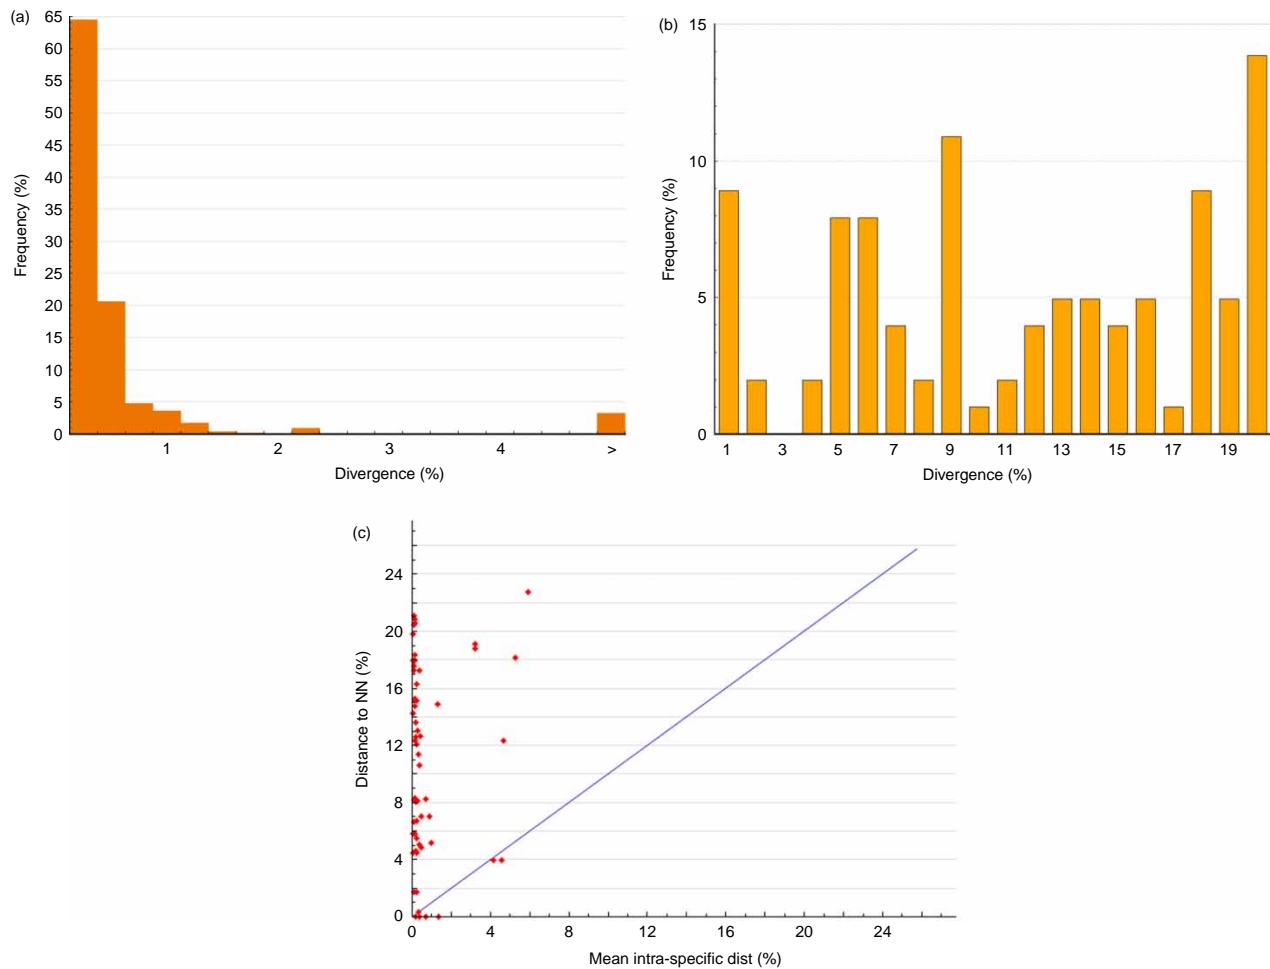 (a)
65
60
55
50
45
40
35
30
25
20
15
10
5
0
Frequency (%)
1 2 3 4 >
Divergence (%)
(b)
15
10
5
0
Frequency (%)
1 3 5 7 9 11 13 15 17 19
Divergence (%)
(c)
24
20
16
12
8
4
0
Distance to NN (%)
0 4 8 12 16 20 24
Mean intra-specific dist (%)